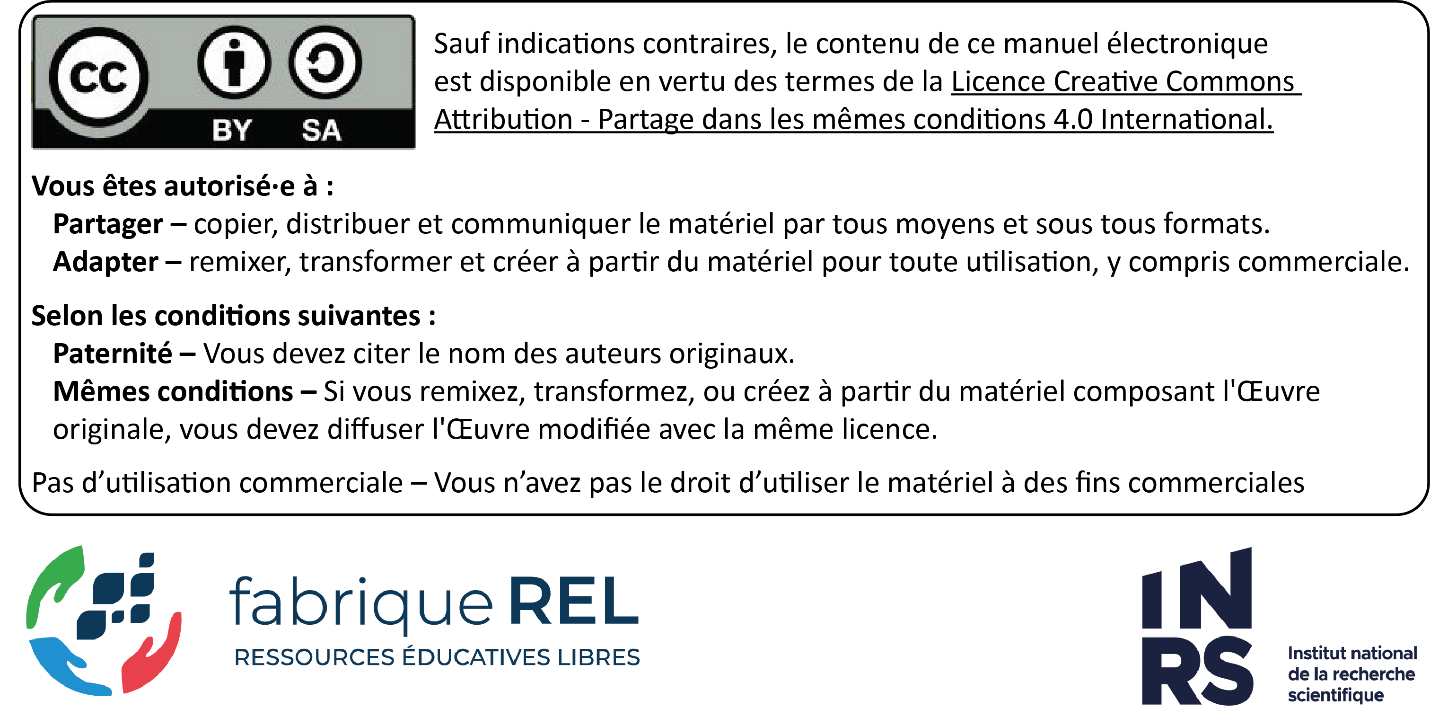 cc
BY SA
Sauf indications contraires, le contenu de ce manuel électronique
est disponible en vertu des termes de la Licence Creative Commons
Attribution - Partage dans les mêmes conditions 4.0 International.
Vous êtes autorisé·e à :
Partager – copier, distribuer et communiquer le matériel par tous moyens et sous tous formats.
Adapter – remixer, transformer et créer à partir du matériel pour toute utilisation, y compris commerciale.
Selon les conditions suivantes :
Paternité – Vous devez citer le nom des auteurs originaux.
Mêmes conditions – Si vous remixez, transformez, ou créez à partir du matériel composant l'Œuvre
originale, vous devez diffuser l'Œuvre modifiée avec la même licence.
Pas d’utilisation commerciale – Vous n’avez pas le droit d’utiliser le matériel à des fins commerciales
fabrique REL
RESSOURCES ÉDUCATIVES LIBRES
IN
RS
Institut national
de la recherche
scientifique